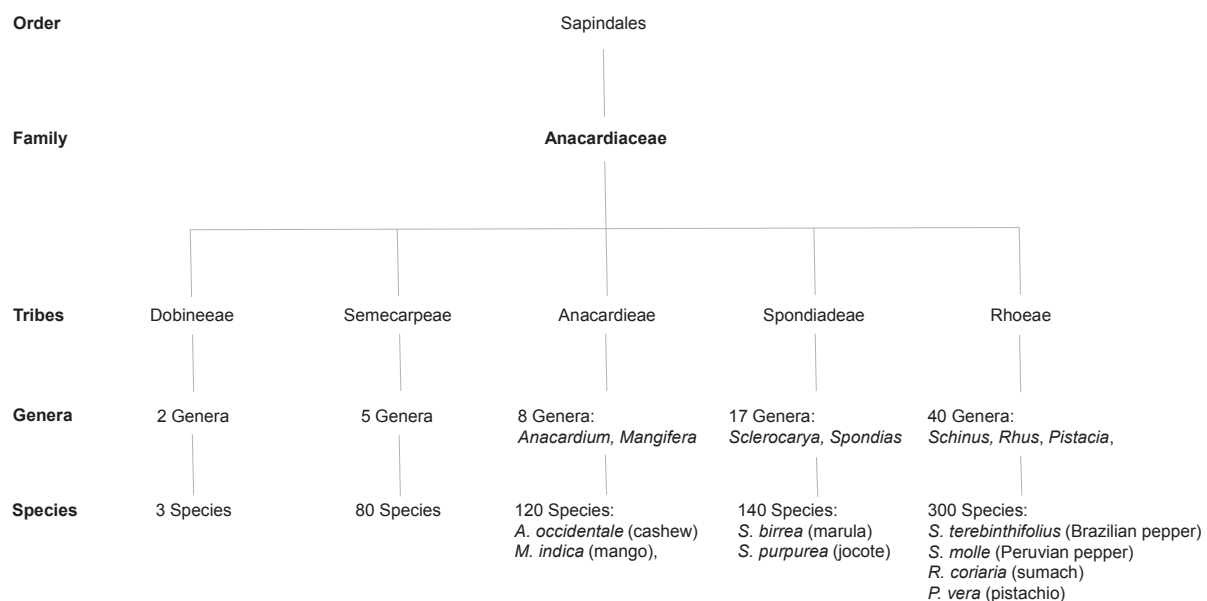 Order Sapindales
Family Anacardiaceae
Tribes Dobineeae Semecarpeae Anacardieae Spondiadeae Rhoeae
Genera 2 Genera 5 Genera 8 Genera: 17 Genera: 40 Genera:
Anacardium, Mangifera Sclerocarya, Spondias Schinus, Rhus, Pistacia,
Species 3 Species 80 Species 120 Species: 140 Species: 300 Species:
A. occidentale (cashew) S. birrea (marula) S. terebinthifolius (Brazilian pepper)
M. indica (mango), S. purpurea (jocote) S. molle (Peruvian pepper)
R. coriaria (sumach)
P. vera (pistachio)